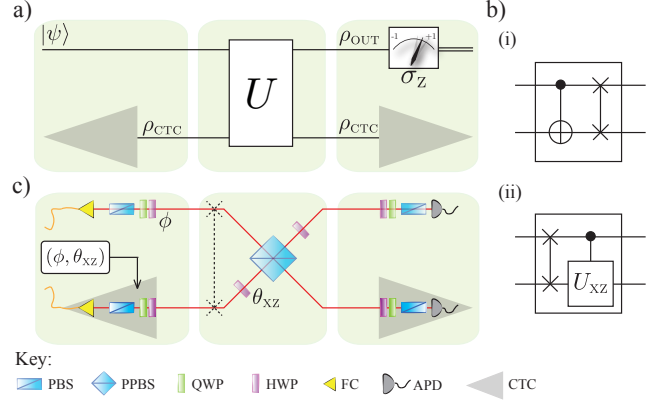 a)
|ψ⟩
ρOUT
-1 +1
σZ
U
ρCTC
ρCTC
b)
(i)
(ii)
UXZ
c)
ϕ
(ϕ, θXZ)
θXZ
Key:
PBS PPBS QWP HWP FC APD CTC